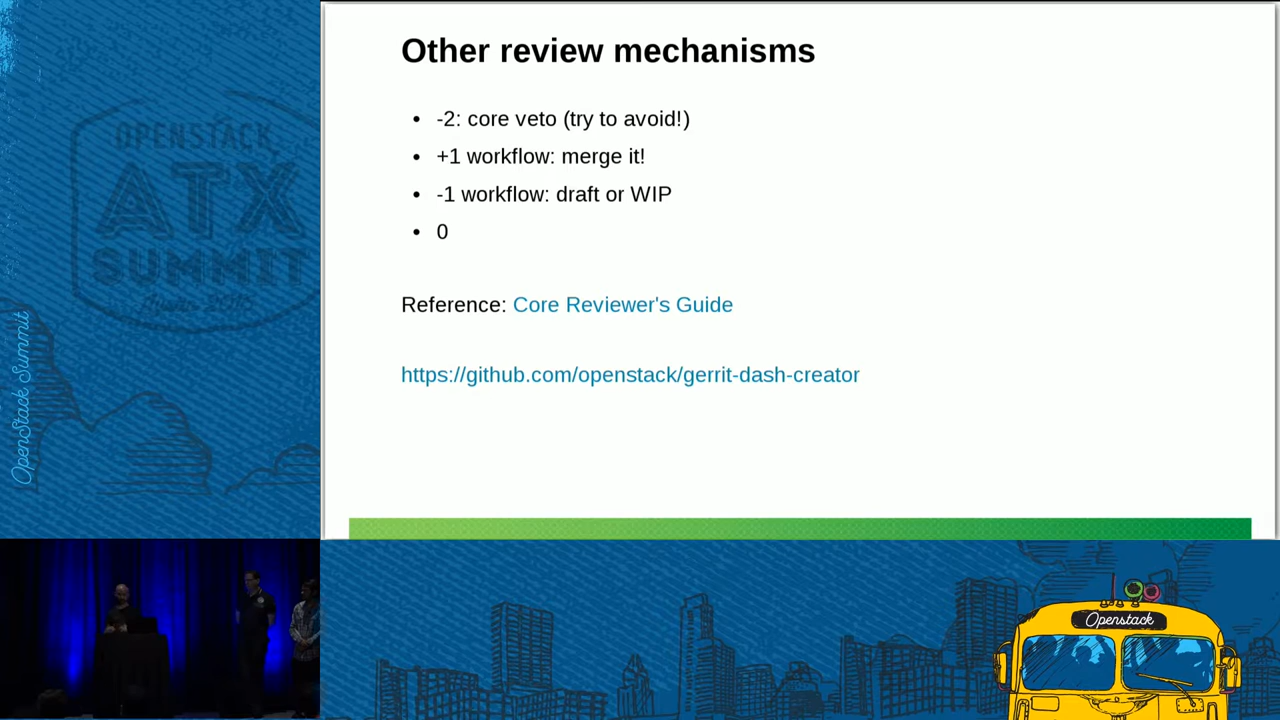 Other review mechanisms
• -2: core veto (try to avoid!)
• +1 workflow: merge it!
• -1 workflow: draft or WIP
• 0
Reference: Core Reviewer's Guide
https://github.com/openstack/gerrit-dash-creator
OPENSTACK
ATX
SUMMIT
OpenStack Summit
Openstack